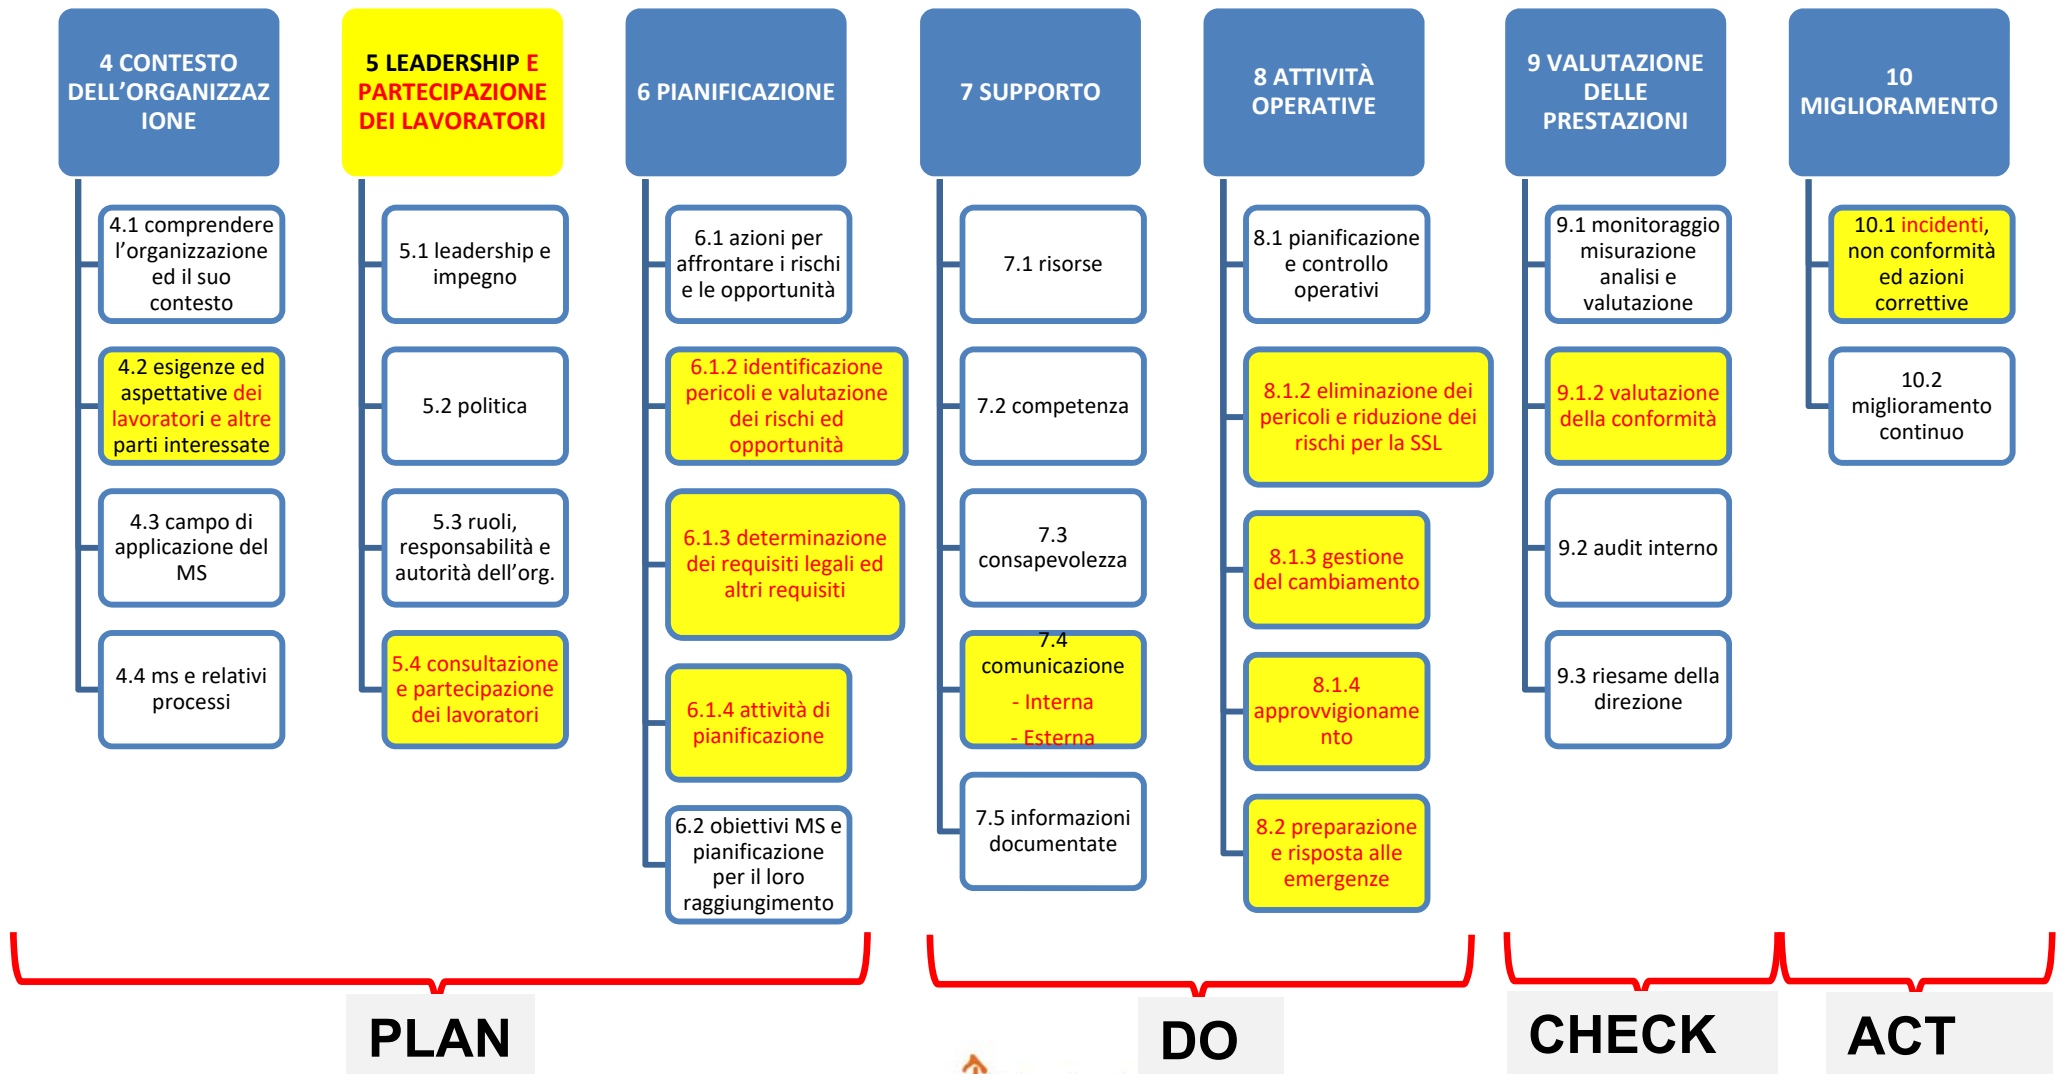 4 CONTESTO
DELL’ORGANIZZAZ
IONE
4.1 comprendere
l’organizzazione
ed il suo
contesto
4.2 esigenze ed
aspettative dei
lavoratori e altre
parti interessate
4.3 campo di
applicazione del
MS
4.4 ms e relativi
processi
5 LEADERSHIP E
PARTECIPAZIONE
DEI LAVORATORI
5.1 leadership e
impegno
5.2 politica
5.3 ruoli,
responsabilità e
autorità dell’org.
5.4 consultazione
e partecipazione
dei lavoratori
6 PIANIFICAZIONE
6.1 azioni per
affrontare i rischi
e le opportunità
6.1.2 identificazione
pericoli e valutazione
dei rischi ed
opportunità
6.1.3 determinazione
dei requisiti legali ed
altri requisiti
6.1.4 attività di
pianificazione
6.2 obiettivi MS e
pianificazione
per il loro
raggiungimento
7 SUPPORTO
7.1 risorse
7.2 competenza
7.3
consapevolezza
7.4
comunicazione
- Interna
- Esterna
7.5 informazioni
documentate
8 ATTIVITÀ
OPERATIVE
8.1 pianificazione
e controllo
operativi
8.1.2 eliminazione dei
pericoli e riduzione dei
rischi per la SSL
8.1.3 gestione
del cambiamento
8.1.4
approvvigioname
nto
8.2 preparazione
e risposta alle
emergenze
9 VALUTAZIONE
DELLE
PRESTAZIONI
9.1 monitoraggio
misurazione
analisi e
valutazione
9.1.2 valutazione
della conformità
9.2 audit interno
9.3 riesame della
direzione
10
MIGLIORAMENTO
10.1 incidenti,
non conformità
ed azioni
correttive
10.2
miglioramento
continuo
PLAN
DO
CHECK
ACT